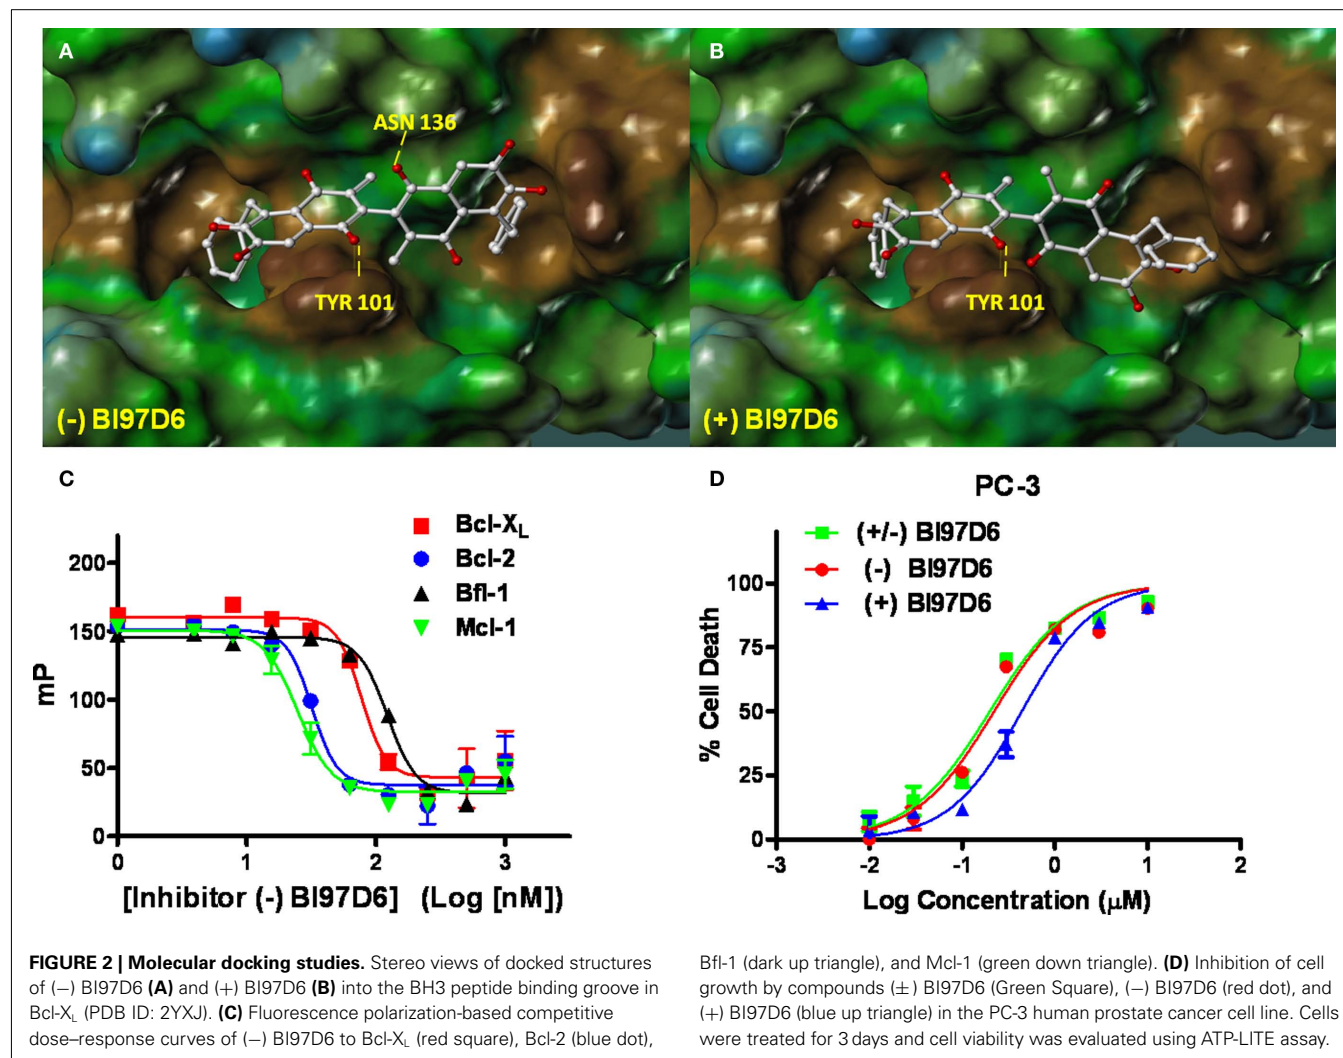 A
ASN 136
TYR 101
(-) BI97D6
B
TYR 101
(+) BI97D6
C
Bcl-XL
Bcl-2
Bfl-1
Mcl-1
200
150
100
50
0
mP
0 1 2 3
[Inhibitor (-) BI97D6] (Log [nM])
D
PC-3
(+/-) BI97D6
(-) BI97D6
(+) BI97D6
100
75
50
25
0
% Cell Death
-3 -2 -1 0 1 2
Log Concentration (μM)
FIGURE 2 | Molecular docking studies. Stereo views of docked structures
of (−) BI97D6 (A) and (+) BI97D6 (B) into the BH3 peptide binding groove in
Bcl-XL (PDB ID: 2YXJ). (C) Fluorescence polarization-based competitive
dose–response curves of (−) BI97D6 to Bcl-XL (red square), Bcl-2 (blue dot),
Bfl-1 (dark up triangle), and Mcl-1 (green down triangle). (D) Inhibition of cell
growth by compounds (±) BI97D6 (Green Square), (−) BI97D6 (red dot), and
(+) BI97D6 (blue up triangle) in the PC-3 human prostate cancer cell line. Cells
were treated for 3 days and cell viability was evaluated using ATP-LITE assay.